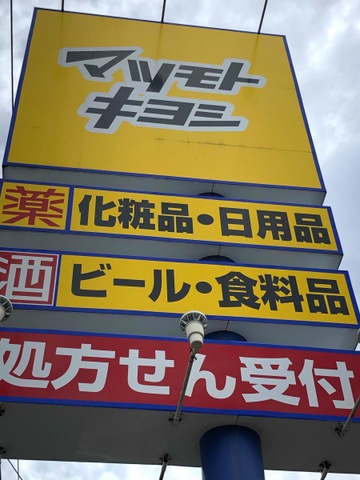 マツモト
キヨシ
薬 化粧品・日用品
酒 ビール・食料品
処方せん受付